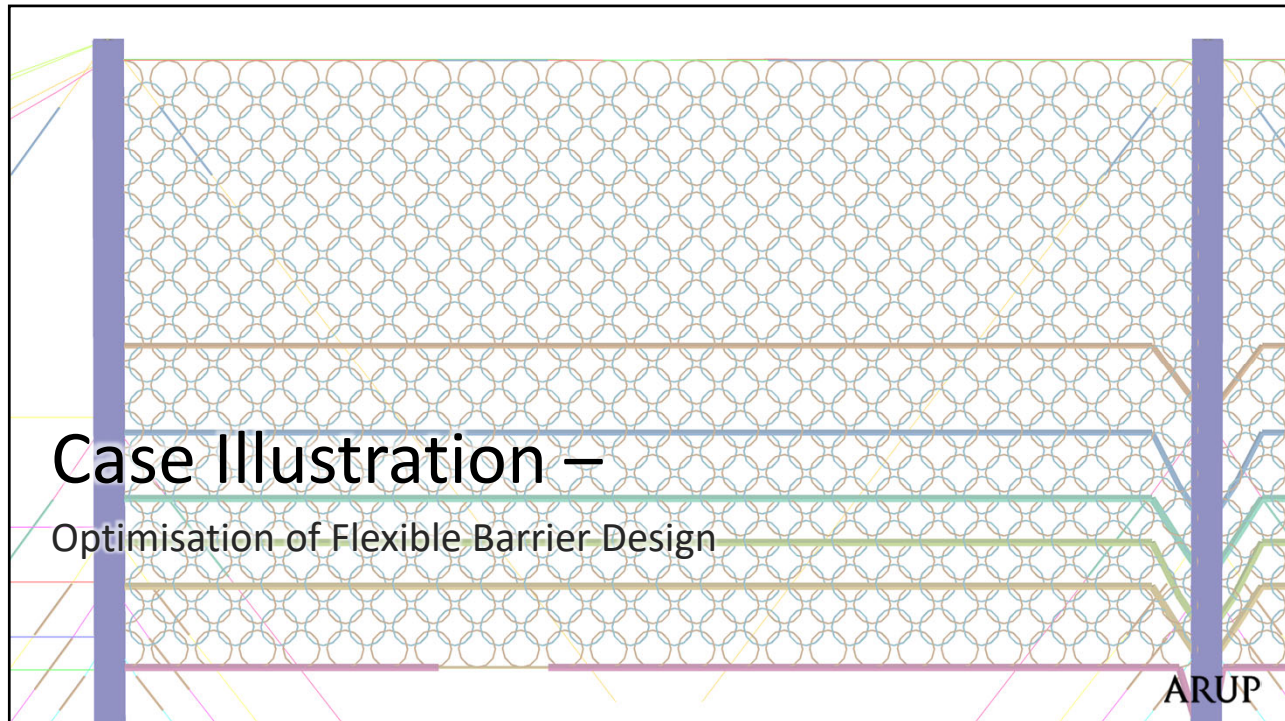 Case Illustration –
Optimisation of Flexible Barrier Design
ARUP